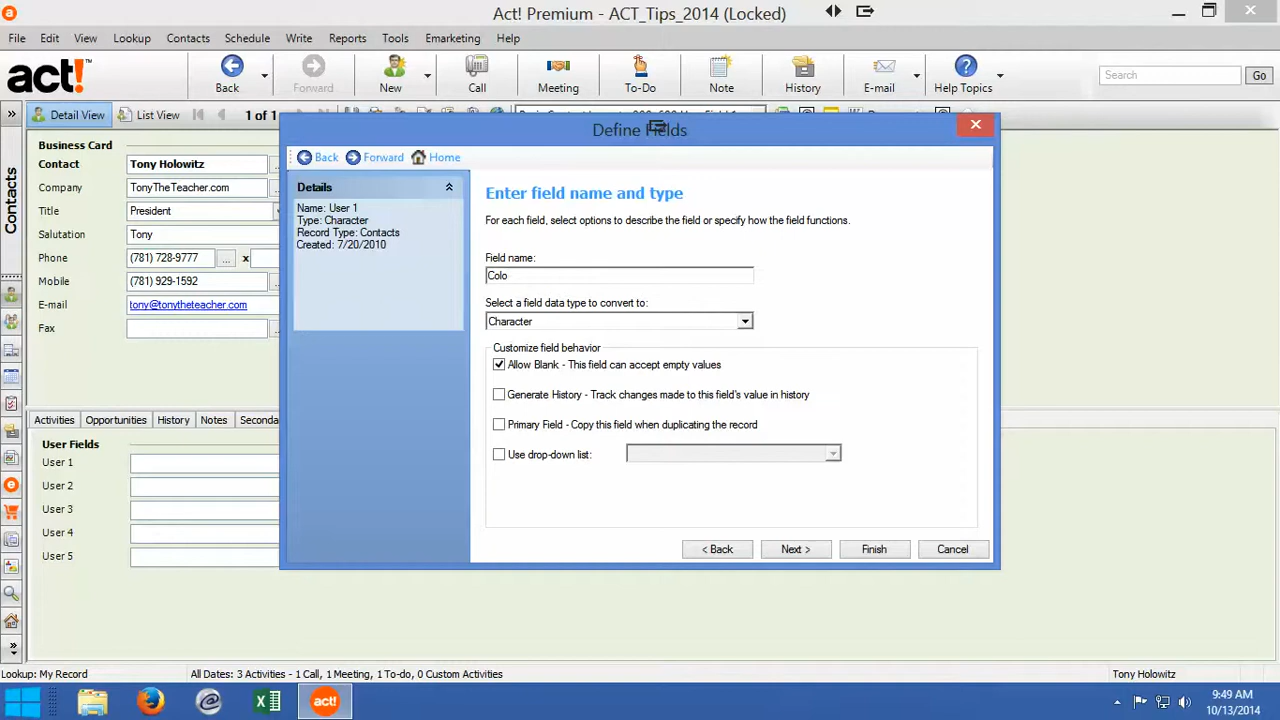 Act! Premium - ACT_Tips_2014 (Locked)
File Edit View Lookup Contacts Schedule Write Reports Tools Emarketing Help
act! Back Forward New Call Meeting To-Do Note History E-mail Help Topics Search Go
Detail View List View 1 of 1
Define Fields
Back Forward Home
Business Card
Contact Tony Holowitz
Company TonyTheTeacher.com
Title President
Salutation Tony
Phone (781) 728-9777 x
Mobile (781) 929-1592
E-mail tony@tonytheteacher.com
Fax
Contacts
Details
Name: User 1
Type: Character
Record Type: Contacts
Created: 7/20/2010
Enter field name and type
For each field, select options to describe the field or specify how the field functions.
Field name:
Colo
Select a field data type to convert to:
Character
Customize field behavior
Allow Blank - This field can accept empty values
Generate History - Track changes made to this field's value in history
Primary Field - Copy this field when duplicating the record
Use drop-down list:
< Back Next > Finish Cancel
Activities Opportunities History Notes Seconda
User Fields
User 1
User 2
User 3
User 4
User 5
Lookup: My Record All Dates: 3 Activities - 1 Call, 1 Meeting, 1 To-do, 0 Custom Activities Tony Holowitz
act!
9:49 AM
10/13/2014